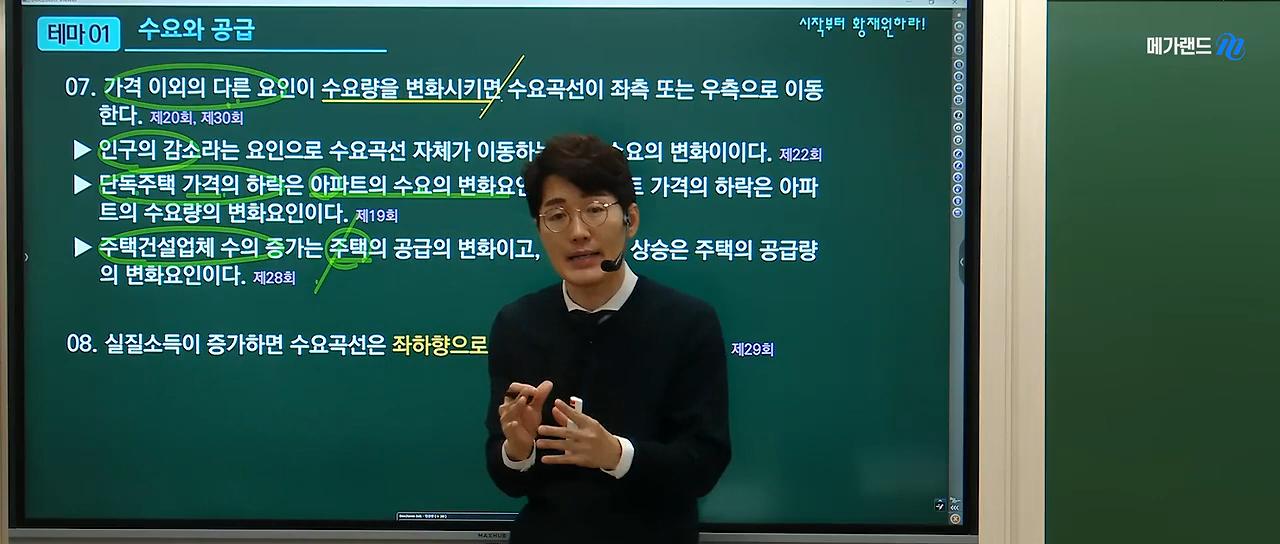 테마 01 수요와 공급
시작부터 황재원하라!
메가랜드
07. 가격 이외의 다른 요인이 수요량을 변화시키면 수요곡선이 좌측 또는 우측으로 이동
한다. 제20회, 제30회
▶ 인구의 감소라는 요인으로 수요곡선 자체가 이동하는 수요의 변화이이다. 제22회
▶ 단독주택 가격의 하락은 아파트의 수요의 변화요인 가격의 하락은 아파
트의 수요량의 변화요인이다. 제19회
▶ 주택건설업체 수의 증가는 주택의 공급의 변화이고, 상승은 주택의 공급량
의 변화요인이다. 제28회
08. 실질소득이 증가하면 수요곡선은 좌하향으로 제29회
MAXHUB